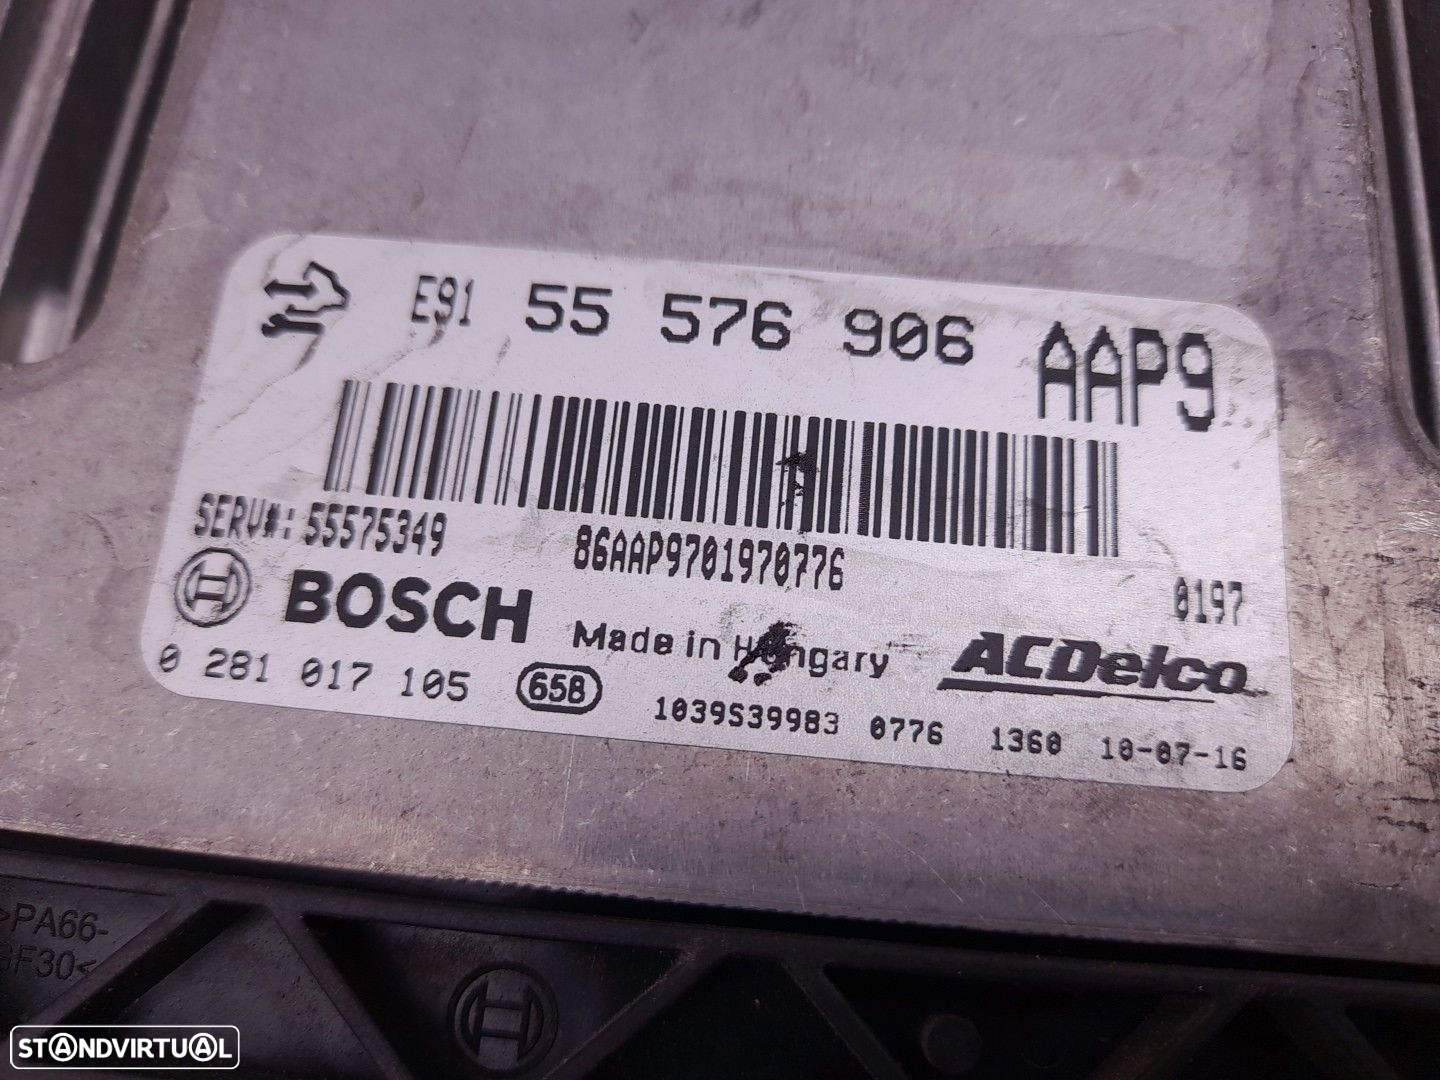 E91 55 576 906 AAP9
SERV#: 55575349 86AAP9701970776 0197
BOSCH Made in Hungary ACDelco
0 281 017 105 658 1039S39983 0776 1360 10-07-16
>PA66-
GF30<
STANDVIRTUAL